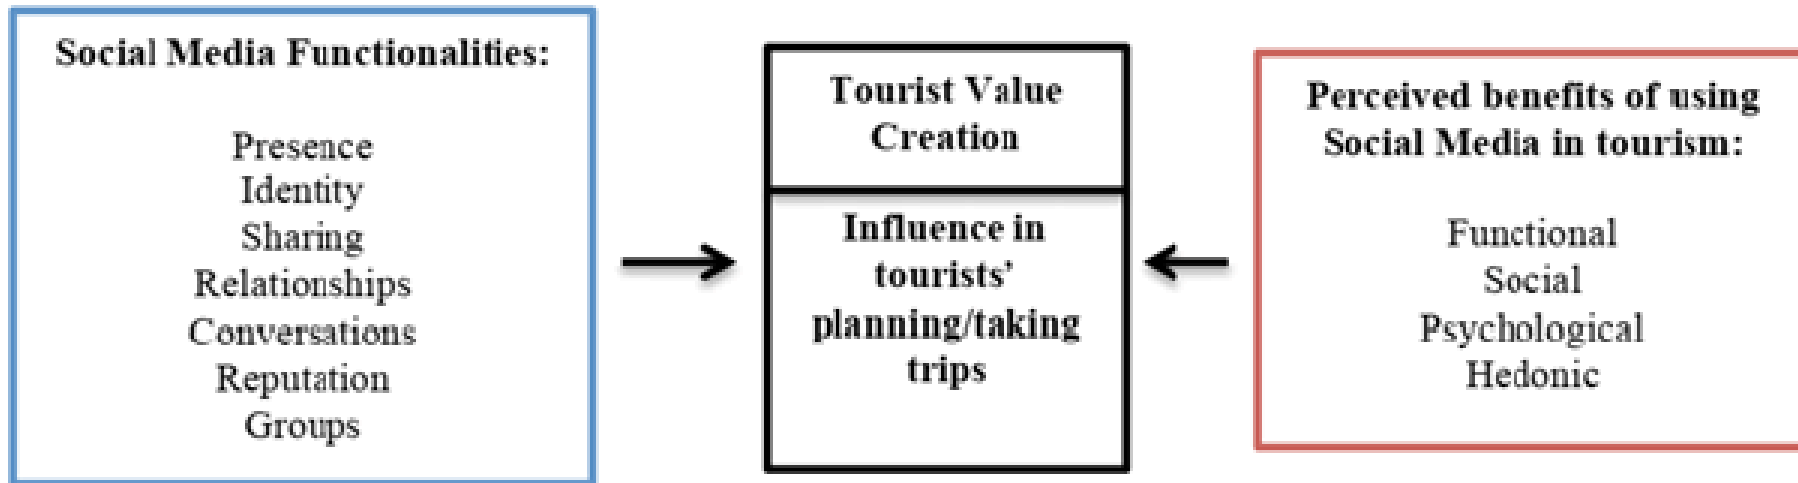 Social Media Functionalities:
Presence
Identity
Sharing
Relationships
Conversations
Reputation
Groups
Tourist Value
Creation
Influence in
tourists’
planning/taking
trips
Perceived benefits of using
Social Media in tourism:
Functional
Social
Psychological
Hedonic